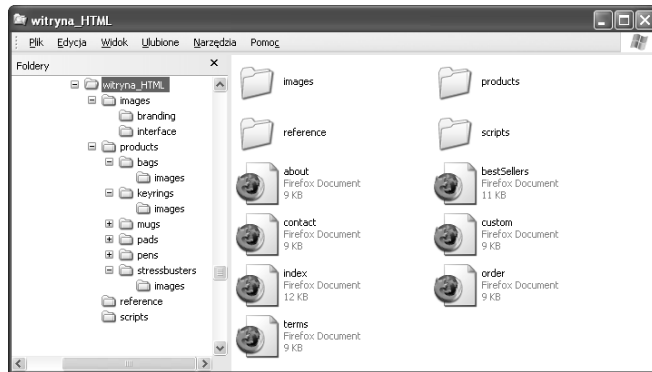 witryna_HTML
Plik Edycja Widok Ulubione Narzędzia Pomoc
Foldery
witryna_HTML
images
branding
interface
products
bags
images
keyrings
images
mugs
pads
pens
stressbusters
images
reference
scripts
images products
reference scripts
about bestSellers
Firefox Document Firefox Document
9 KB 11 KB
contact custom
Firefox Document Firefox Document
9 KB 9 KB
index order
Firefox Document Firefox Document
12 KB 9 KB
terms
Firefox Document
9 KB